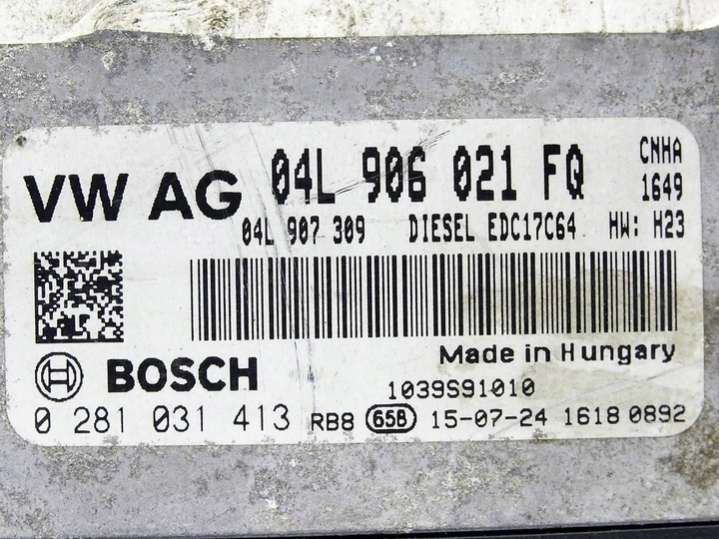 VW AG 04L 906 021 FQ CNHA
1649
04L 907 309 DIESEL EDC17C64 HW: H23
Made in Hungary
BOSCH 1039S91010
0 281 031 413 RB8 65B 15-07-24 1618 0892